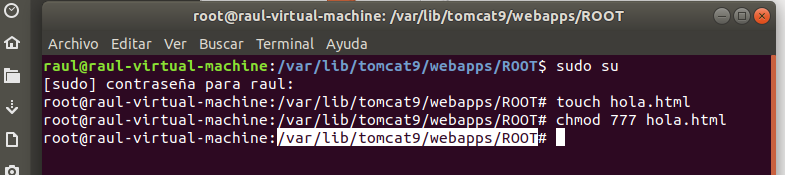 root@raul-virtual-machine: /var/lib/tomcat9/webapps/ROOT
Archivo Editar Ver Buscar Terminal Ayuda
raul@raul-virtual-machine:/var/lib/tomcat9/webapps/ROOT$ sudo su
[sudo] contraseña para raul:
root@raul-virtual-machine:/var/lib/tomcat9/webapps/ROOT# touch hola.html
root@raul-virtual-machine:/var/lib/tomcat9/webapps/ROOT# chmod 777 hola.html
root@raul-virtual-machine:/var/lib/tomcat9/webapps/ROOT#